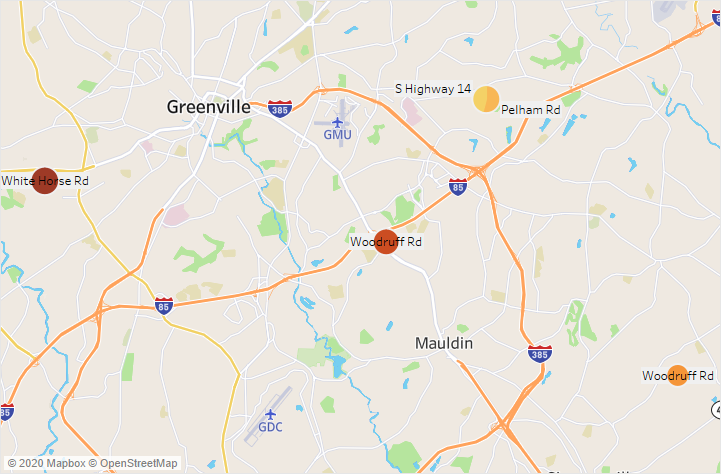 85
S Highway 14
Greenville
385
Pelham Rd
GMU
White Horse Rd
85
Woodruff Rd
85
Mauldin
385
Woodruff Rd
85
GDC
© 2020 Mapbox © OpenStreetMap